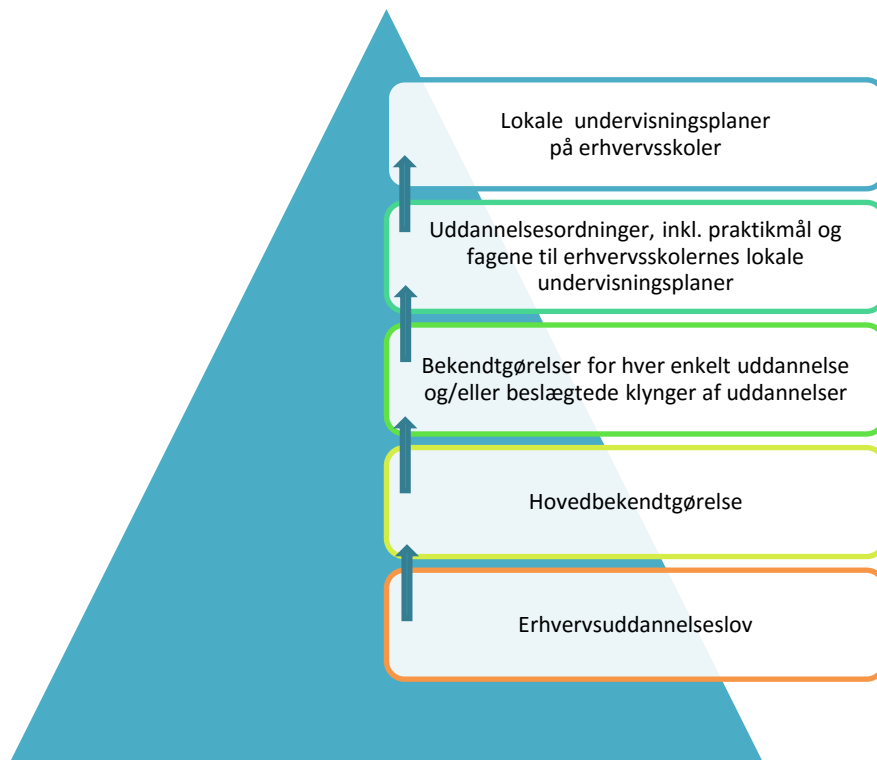 Lokale undervisningsplaner
på erhvervsskoler
Uddannelsesordninger, inkl. praktikmål og
fagene til erhvervsskolernes lokale
undervisningsplaner
Bekendtgørelser for hver enkelt uddannelse
og/eller beslægtede klynger af uddannelser
Hovedbekendtgørelse
Erhvervsuddannelseslov